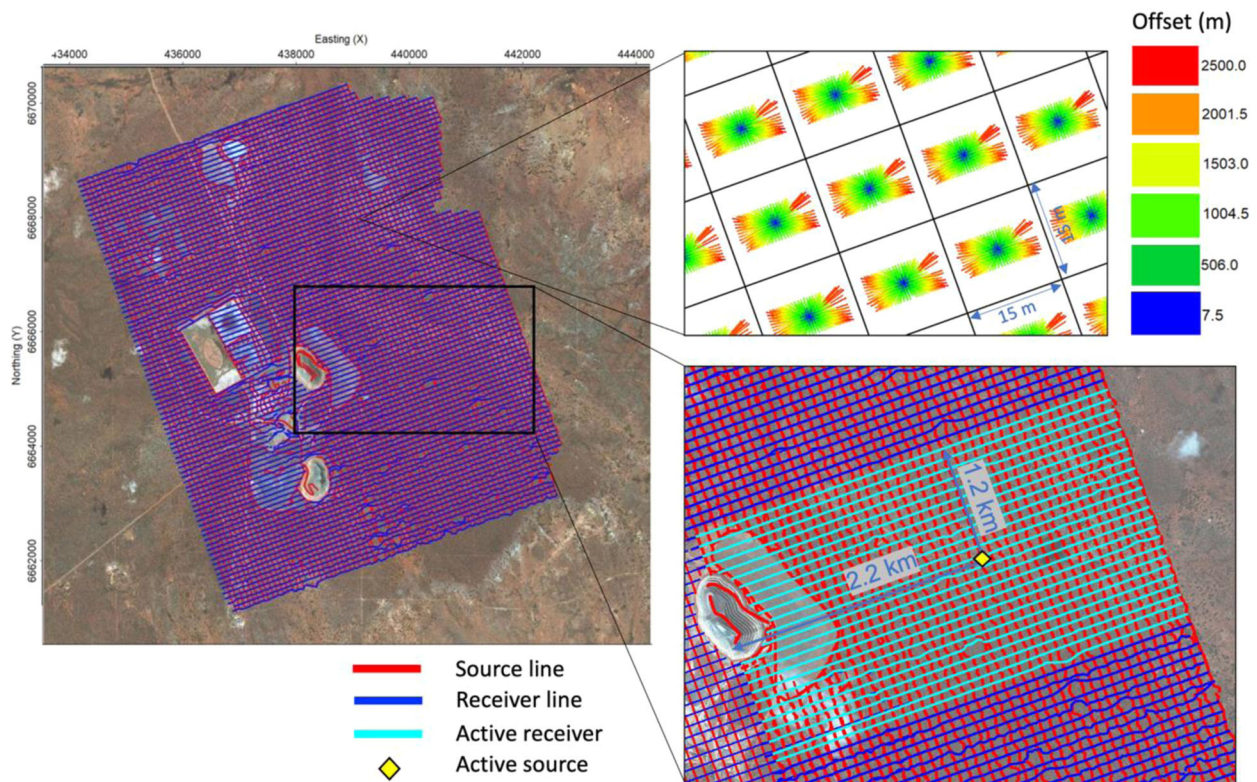 Easting (X)
434000 436000 438000 440000 442000 444000
Northing (Y)
6670000
6668000
6666000
6664000
6662000
15 m
15 m
Offset (m)
2500.0
2001.5
1503.0
1004.5
506.0
7.5
1.2 km
2.2 km
Source line
Receiver line
Active receiver
Active source